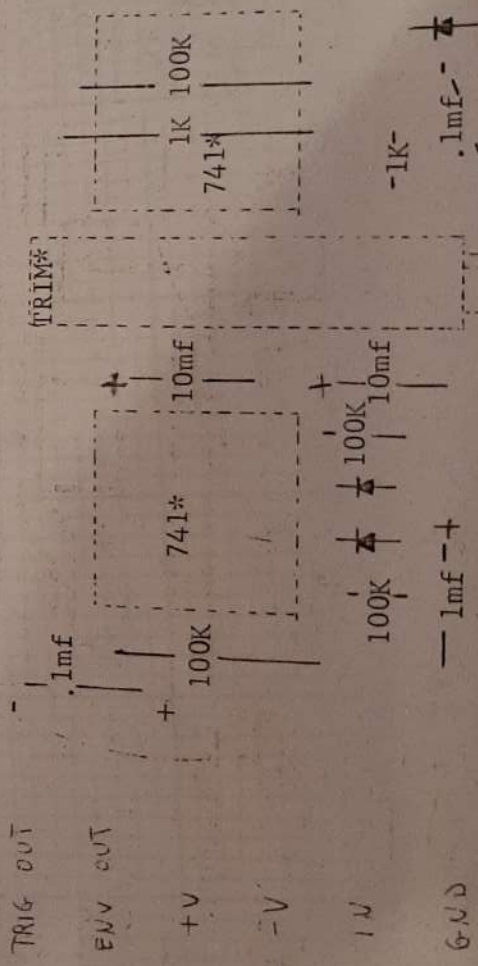 TRIG OUT
ENV OUT
+V
-V
IN
GND
- .1mf
+ 100K
741*
+ 10mf
TRIM*
1K 100K
741*
100K
100K
+ 10mf
1mf - +
-1K-
.1mf -